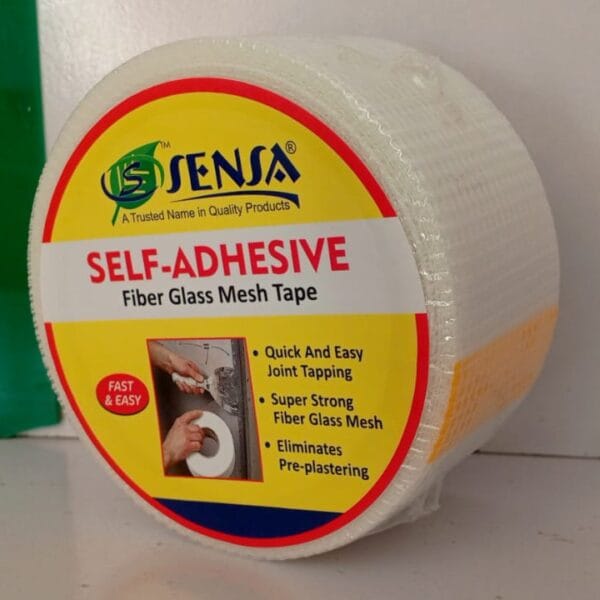 ™
SENSA®
A Trusted Name in Quality Products
SELF-ADHESIVE
Fiber Glass Mesh Tape
FAST
& EASY
• Quick And Easy
Joint Tapping
• Super Strong
Fiber Glass Mesh
• Eliminates
Pre-plastering